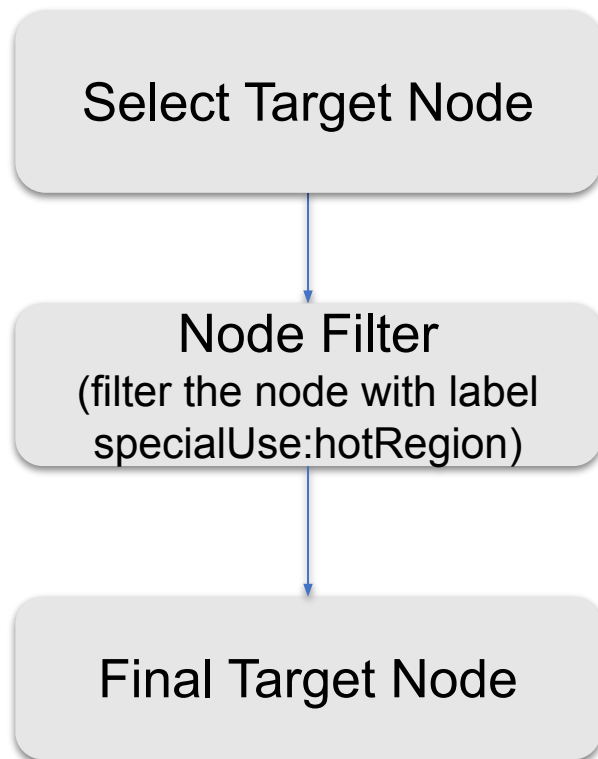 Select Target Node
Node Filter
(filter the node with label
specialUse:hotRegion)
Final Target Node